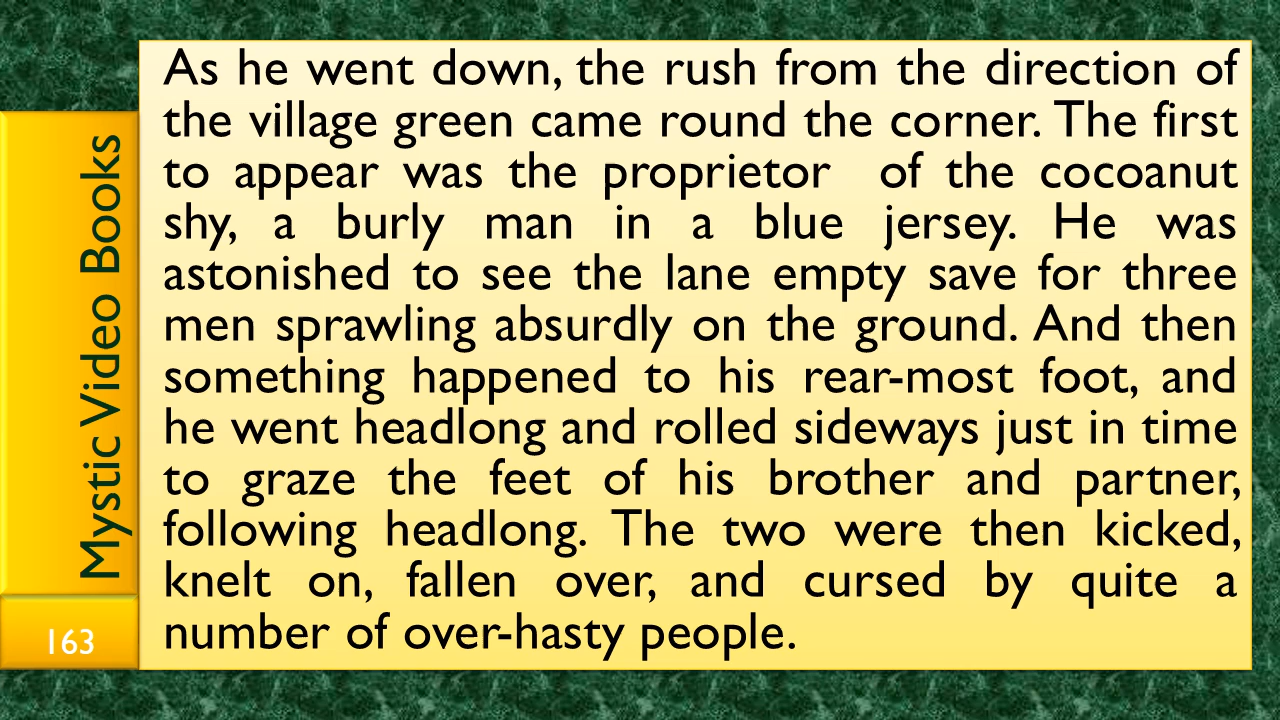 As he went down, the rush from the direction of
the village green came round the corner. The first
to appear was the proprietor of the cocoanut
shy, a burly man in a blue jersey. He was
astonished to see the lane empty save for three
men sprawling absurdly on the ground. And then
something happened to his rear-most foot, and
he went headlong and rolled sideways just in time
to graze the feet of his brother and partner,
following headlong. The two were then kicked,
knelt on, fallen over, and cursed by quite a
number of over-hasty people.
Mystic Video Books
163